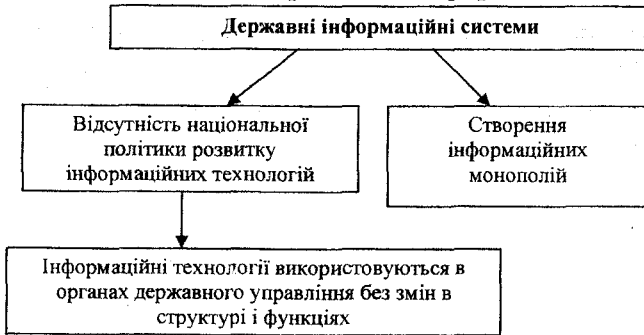 Державні інформаційні системи
Відсутність національної
політики розвитку
інформаційних технологій
Створення
інформаційних
монополій
Інформаційні технології використовуються в
органах державного управління без змін в
структурі і функціях